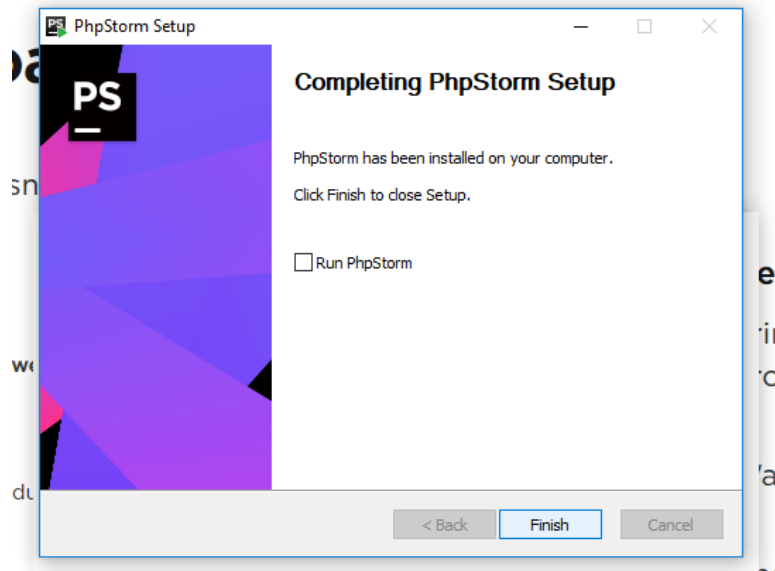 PhpStorm Setup
PS
Completing PhpStorm Setup
PhpStorm has been installed on your computer.
Click Finish to close Setup.
Run PhpStorm
< Back
Finish
Cancel